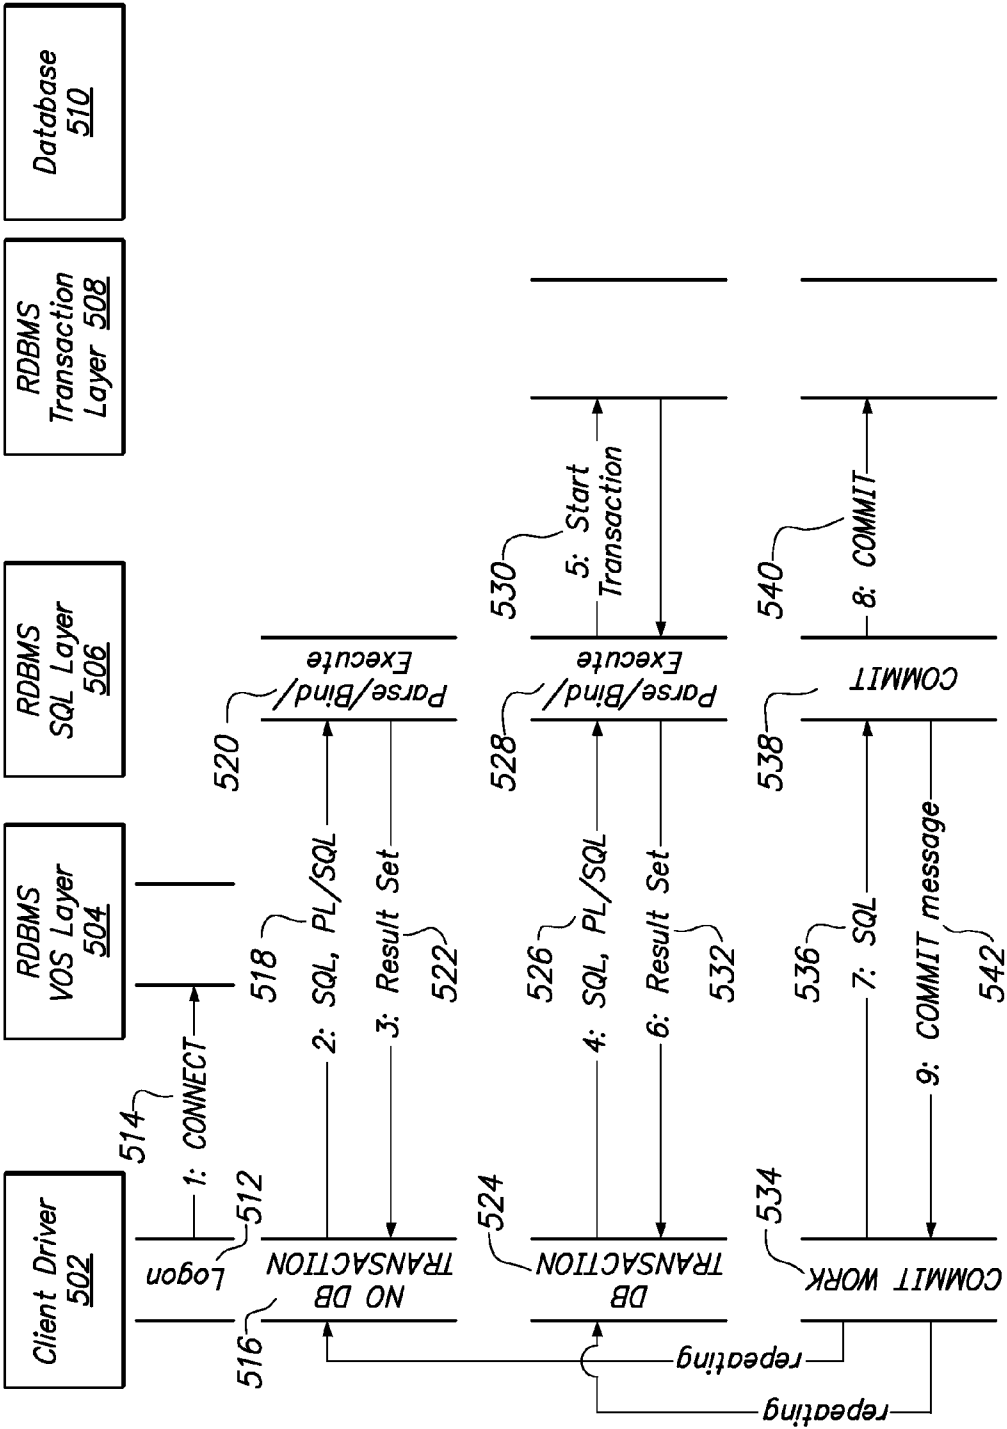 Client Driver
502
RDBMS
VOS Layer
504
RDBMS
SQL Layer
506
RDBMS
Transaction
Layer 508
Database
510
Logon
512
514
1: CONNECT
516
NO DB
TRANSACTION
518
2: SQL, PL/SQL
520
Parse/Bind/
Execute
3: Result Set
522
524
DB
TRANSACTION
526
4: SQL, PL/SQL
528
Parse/Bind/
Execute
530
5: Start
Transaction
6: Result Set
532
534
COMMIT WORK
536
7: SQL
538
COMMIT
540
8: COMMIT
9: COMMIT message
542
repeating
repeating